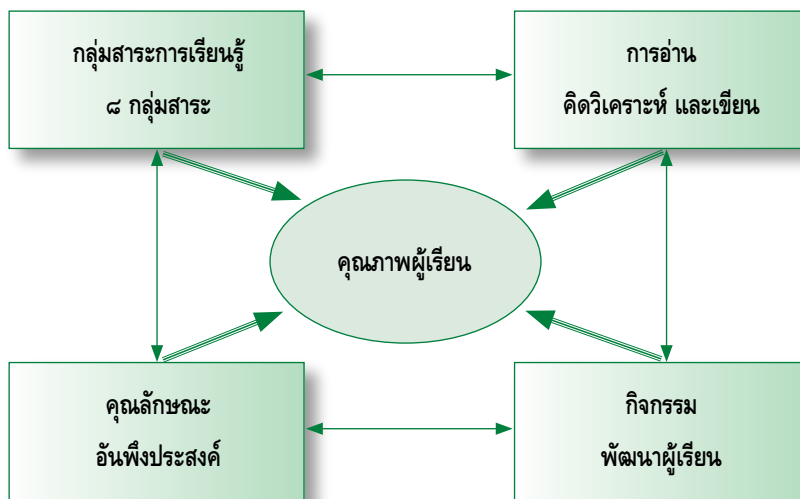 กลุ่มสาระการเรียนรู้
๘ กลุ่มสาระ
การอ่าน
คิดวิเคราะห์ และเขียน
คุณภาพผู้เรียน
คุณลักษณะ
อันพึงประสงค์
กิจกรรม
พัฒนาผู้เรียน